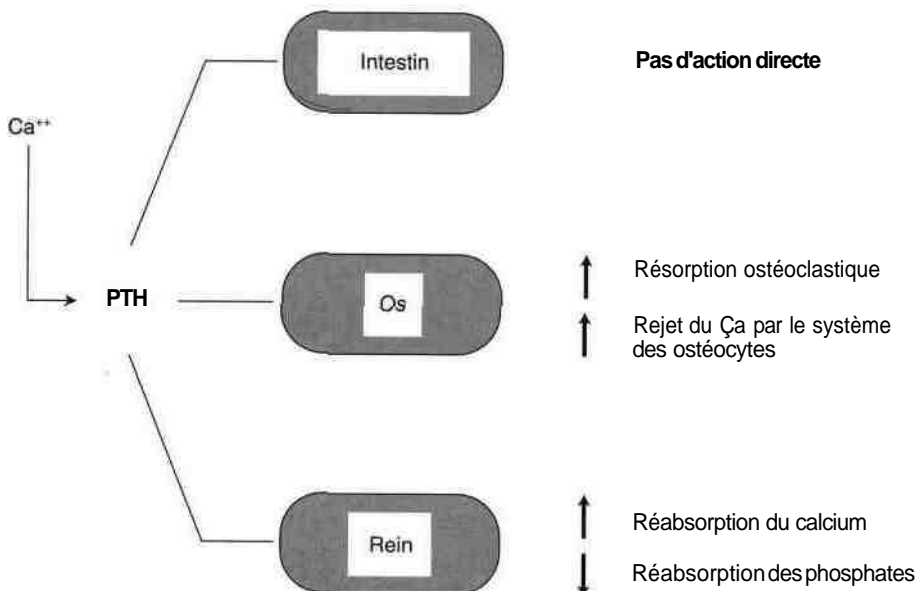 Intestin
Pas d'action directe
Ca++
PTH
Os
Résorption ostéoclastique
Rejet du Ça par le système
des ostéocytes
Rein
Réabsorption du calcium
Réabsorption des phosphates